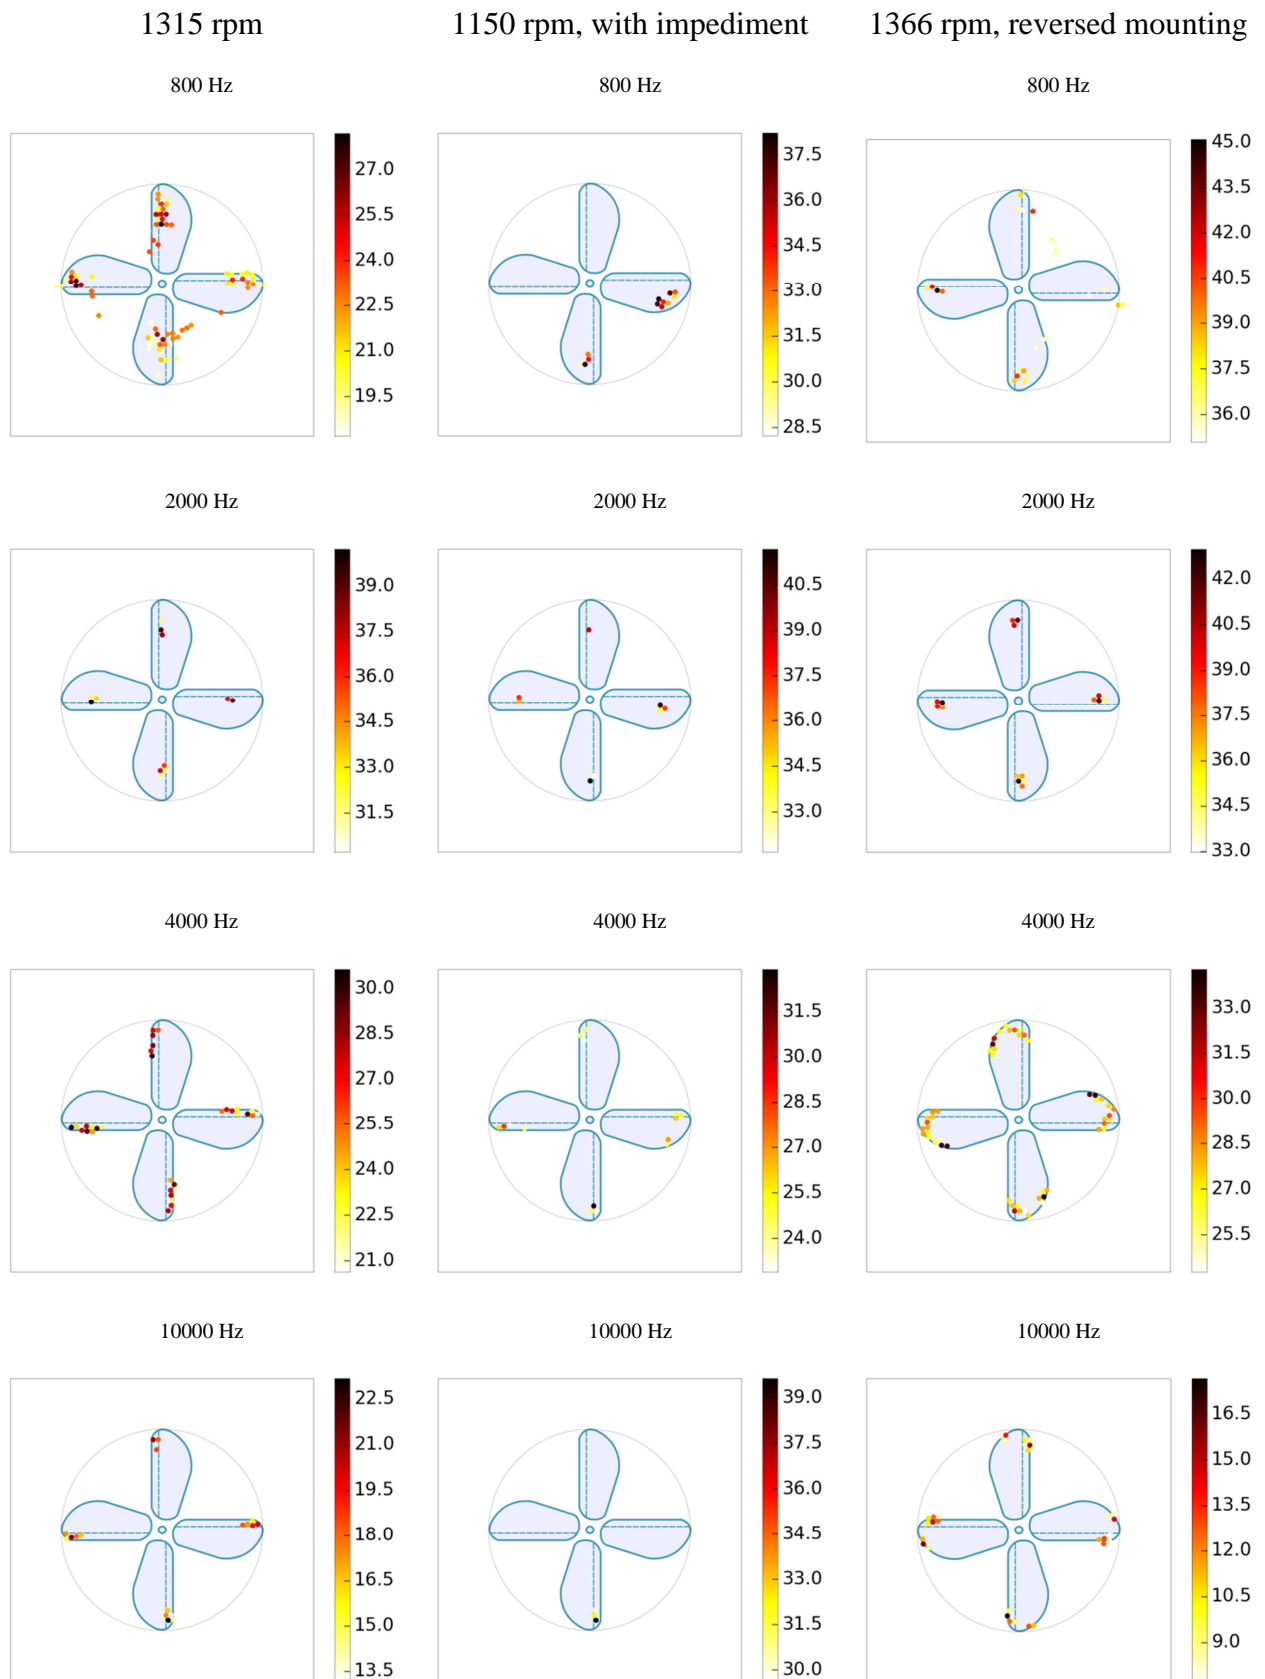 1315 rpm 1150 rpm, with impediment 1366 rpm, reversed mounting
800 Hz 800 Hz 800 Hz
27.0 37.5 45.0
25.5 36.0 43.5
24.0 34.5 42.0
22.5 33.0 40.5
21.0 31.5 39.0
19.5 30.0 37.5
28.5 36.0
2000 Hz 2000 Hz 2000 Hz
39.0 40.5 42.0
37.5 39.0 40.5
36.0 37.5 39.0
34.5 36.0 37.5
33.0 34.5 36.0
31.5 33.0 34.5
33.0
4000 Hz 4000 Hz 4000 Hz
30.0 31.5 33.0
28.5 30.0 31.5
27.0 28.5 30.0
25.5 27.0 28.5
24.0 25.5 27.0
22.5 24.0 25.5
21.0
10000 Hz 10000 Hz 10000 Hz
22.5 39.0 16.5
21.0 37.5 15.0
19.5 36.0 13.5
18.0 34.5 12.0
16.5 33.0 10.5
15.0 31.5 9.0
13.5 30.0